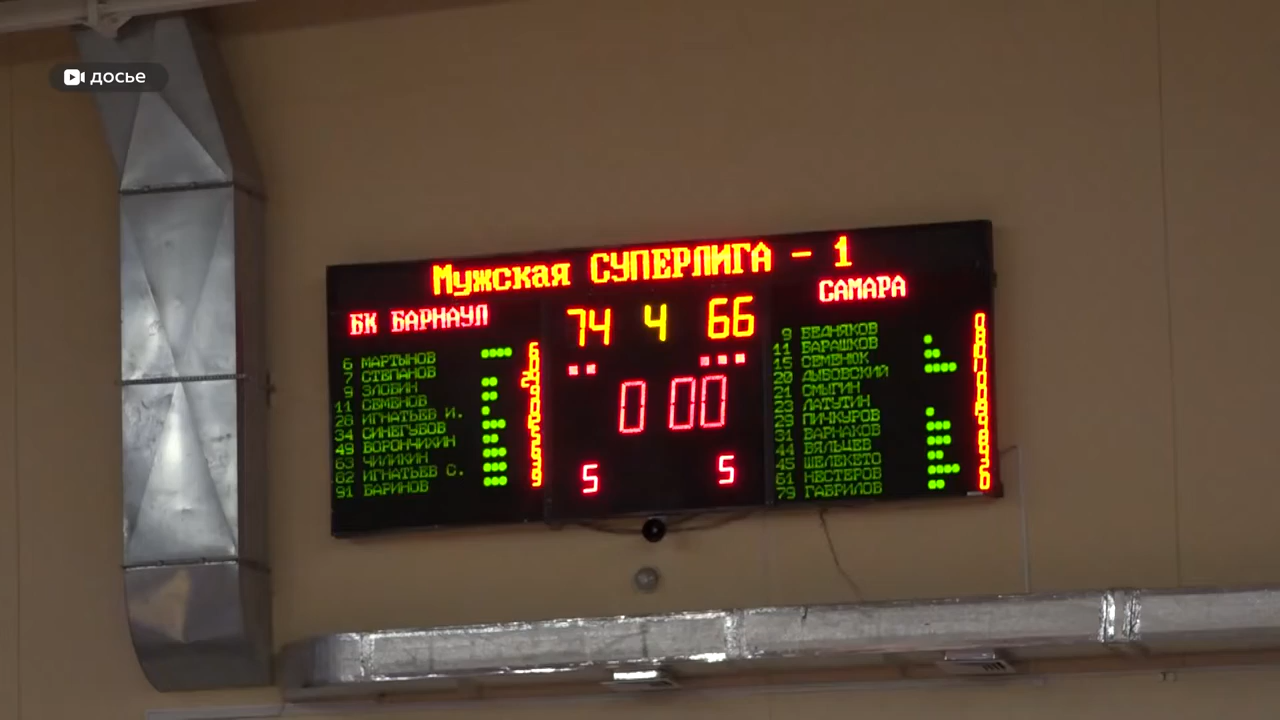 досье
Мужская СУПЕРЛИГА - 1
БК БАРНАУЛ
74 4 66
САМАРА
6 МАРТЫНОВ
7 СТЕПАНОВ
9 ЗЛОБИН
11 СЕМЕНОВ
28 ИГНАТЬЕВ И.
34 СИНЕГУБОВ
49 ВОРОНЧИХИН
63 ЧИЛИКИН
82 ИГНАТЬЕВ С.
91 БАРИНОВ
0 00
5 5
9 БЕДНЯКОВ
11 БАРАШКОВ
15 СЕМЕНЮК
20 ДЫБОВСКИЙ
21 СМЫГИН
23 ЛАТУТИН
29 ПИЧКУРОВ
31 ВАРНАКОВ
44 ВЯЛЬЦЕВ
45 ШЕЛЕКЕТО
61 НЕСТЕРОВ
79 ГАВРИЛОВ